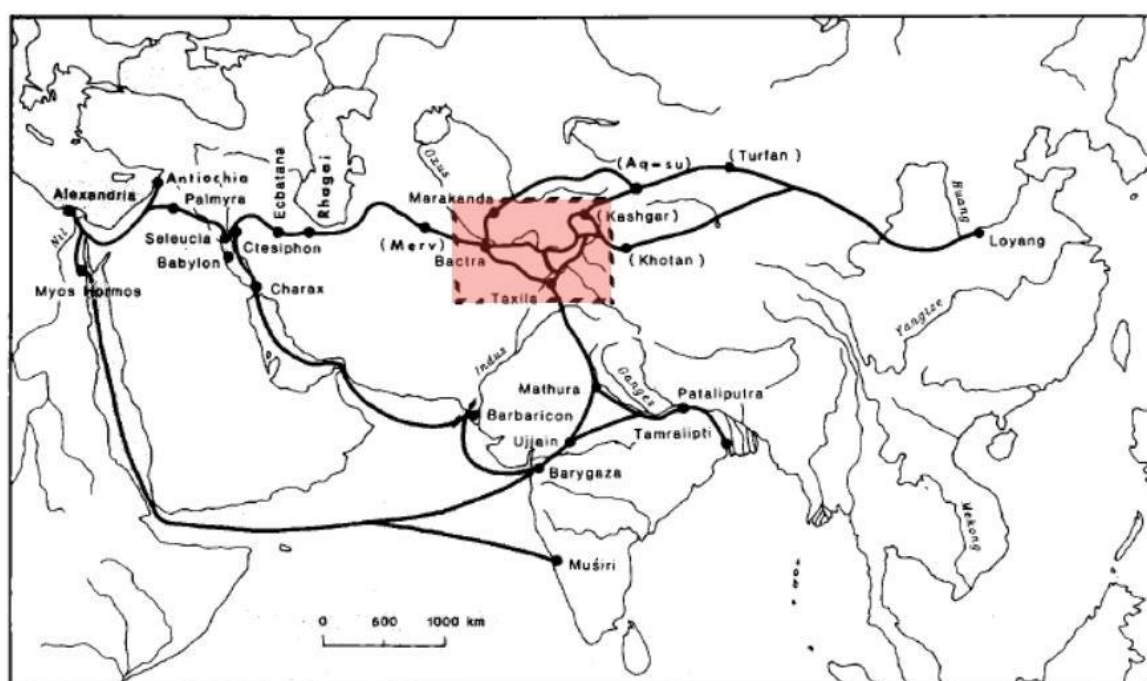 (Turfan)
(Aq-su)
Oxus
Antiochia
Ecbatana
Rhagei
Alexandria
Palmyra
Marakanda
Huang
(Kashgar)
Nil
Seleucia
Ctesiphon
Loyang
(Merv)
Babylon
Bactra
(Khotan)
Myos Hormos
Charax
Taxila
Yangtze
Indus
Ganges
Mathura
Pataliputra
Barbaricon
Ujjain
Tamralipti
Barygaza
Mekong
Muśiri
0 500 1000 km